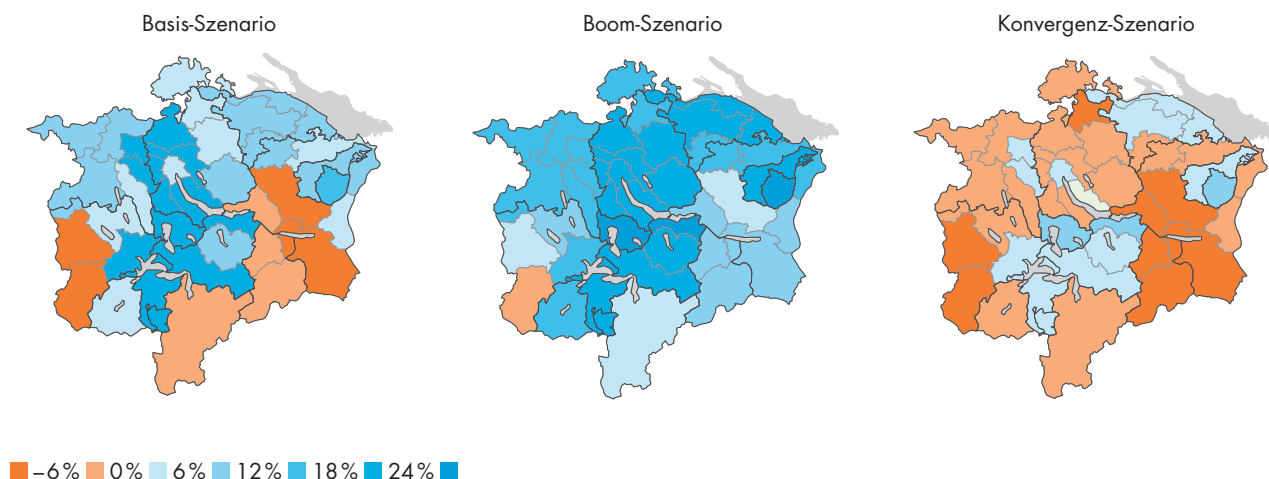 Basis-Szenario
Boom-Szenario
Konvergenz-Szenario
–6 % 0 % 6 % 12 % 18 % 24 %